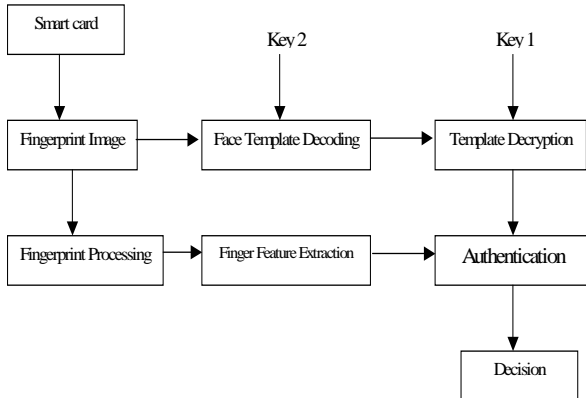 Smart card
Key 2
Key 1
Fingerprint Image
Face Template Decoding
Template Decryption
Fingerprint Processing
Finger Feature Extraction
Authentication
Decision